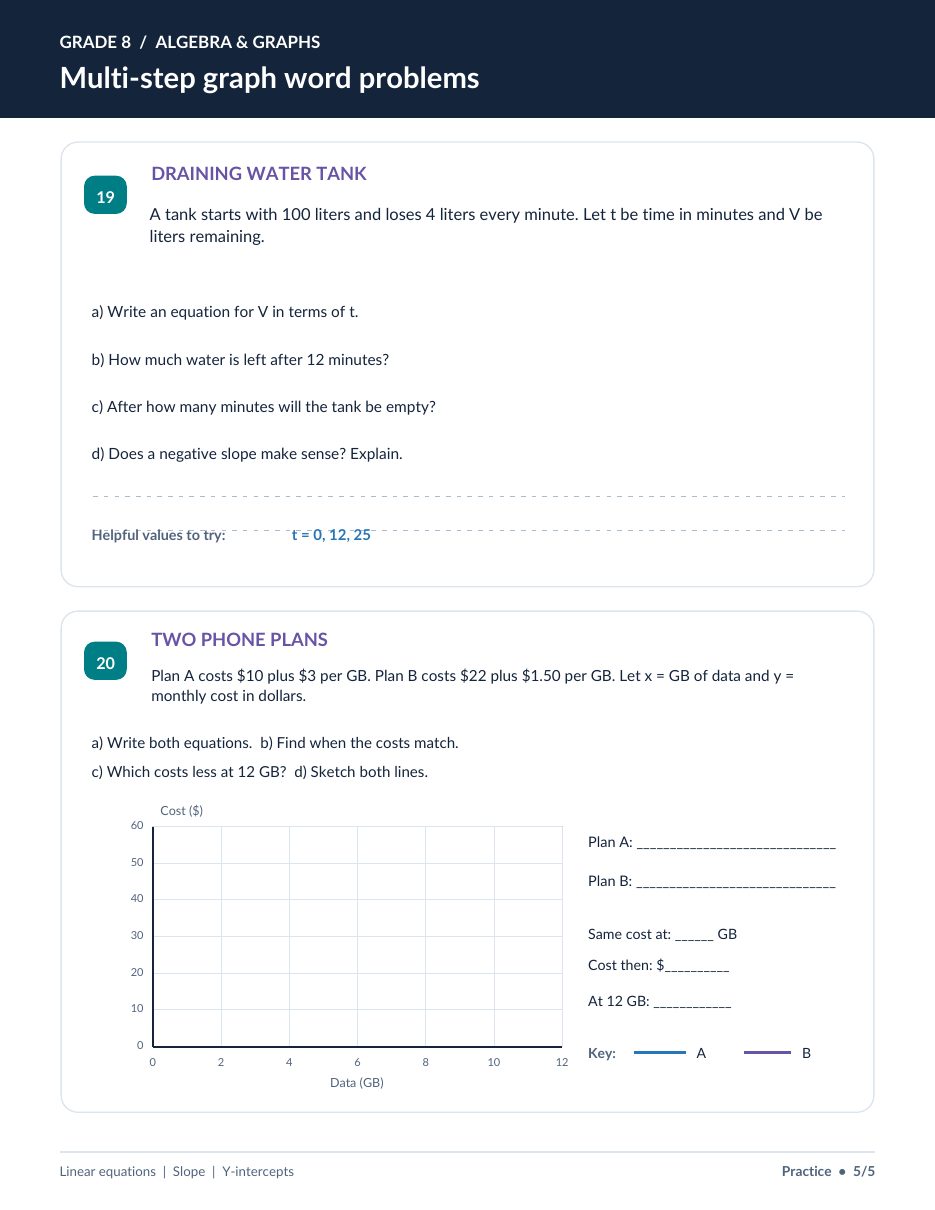 GRADE 8 / ALGEBRA & GRAPHS
Multi-step graph word problems
19
DRAINING WATER TANK
A tank starts with 100 liters and loses 4 liters every minute. Let t be time in minutes and V be
liters remaining.
a) Write an equation for V in terms of t.
b) How much water is left after 12 minutes?
c) After how many minutes will the tank be empty?
d) Does a negative slope make sense? Explain.
Helpful values to try: t = 0, 12, 25
20
TWO PHONE PLANS
Plan A costs $10 plus $3 per GB. Plan B costs $22 plus $1.50 per GB. Let x = GB of data and y =
monthly cost in dollars.
a) Write both equations. b) Find when the costs match.
c) Which costs less at 12 GB? d) Sketch both lines.
Cost ($)
60
50
40
30
20
10
0
0 2 4 6 8 10 12
Data (GB)
Plan A: ______________________________
Plan B: ______________________________
Same cost at: ______ GB
Cost then: $__________
At 12 GB: ____________
Key: A B
Linear equations | Slope | Y-intercepts
Practice • 5/5